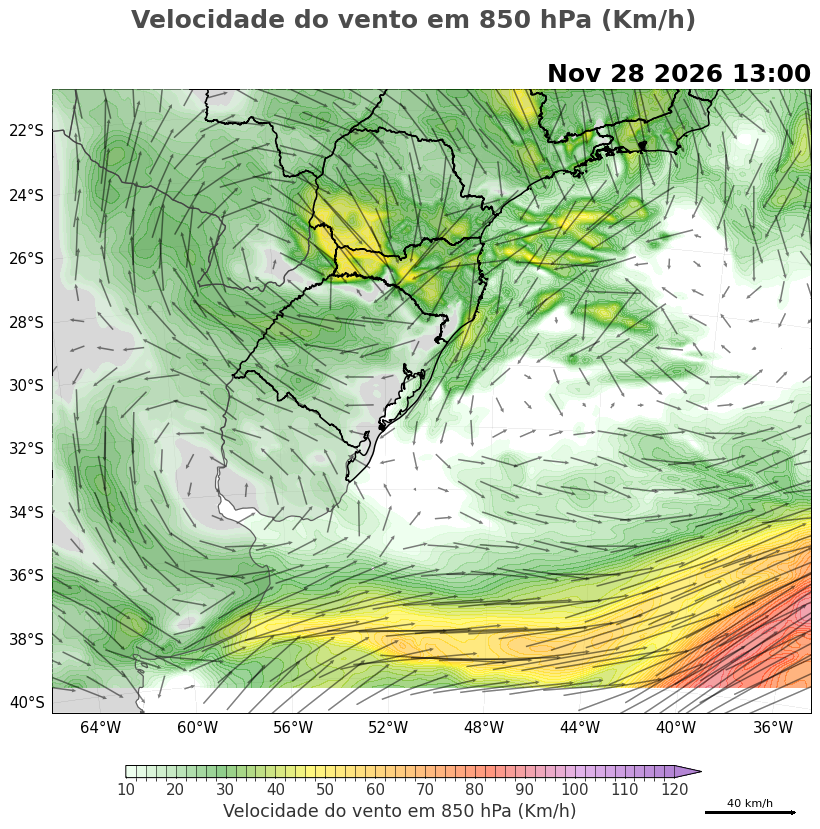 Velocidade do vento em 850 hPa (Km/h)
Nov 28 2026 13:00
22°S
24°S
26°S
28°S
30°S
32°S
34°S
36°S
38°S
40°S
64°W 60°W 56°W 52°W 48°W 44°W 40°W 36°W
10 20 30 40 50 60 70 80 90 100 110 120
Velocidade do vento em 850 hPa (Km/h)
40 km/h